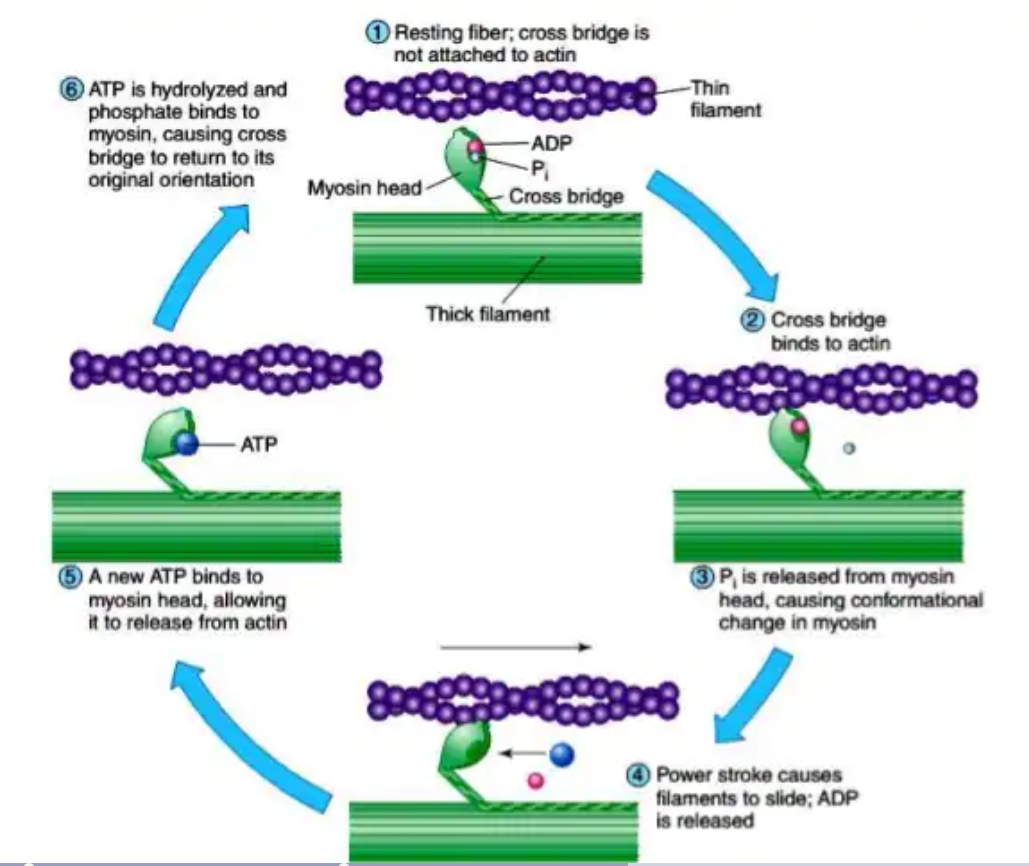 ① Resting fiber; cross bridge is
not attached to actin
Thin
filament
ADP
Pi
Myosin head
Cross bridge
Thick filament
② Cross bridge
binds to actin
③ Pi is released from myosin
head, causing conformational
change in myosin
④ Power stroke causes
filaments to slide; ADP
is released
⑤ A new ATP binds to
myosin head, allowing
it to release from actin
ATP
⑥ ATP is hydrolyzed and
phosphate binds to
myosin, causing cross
bridge to return to its
original orientation